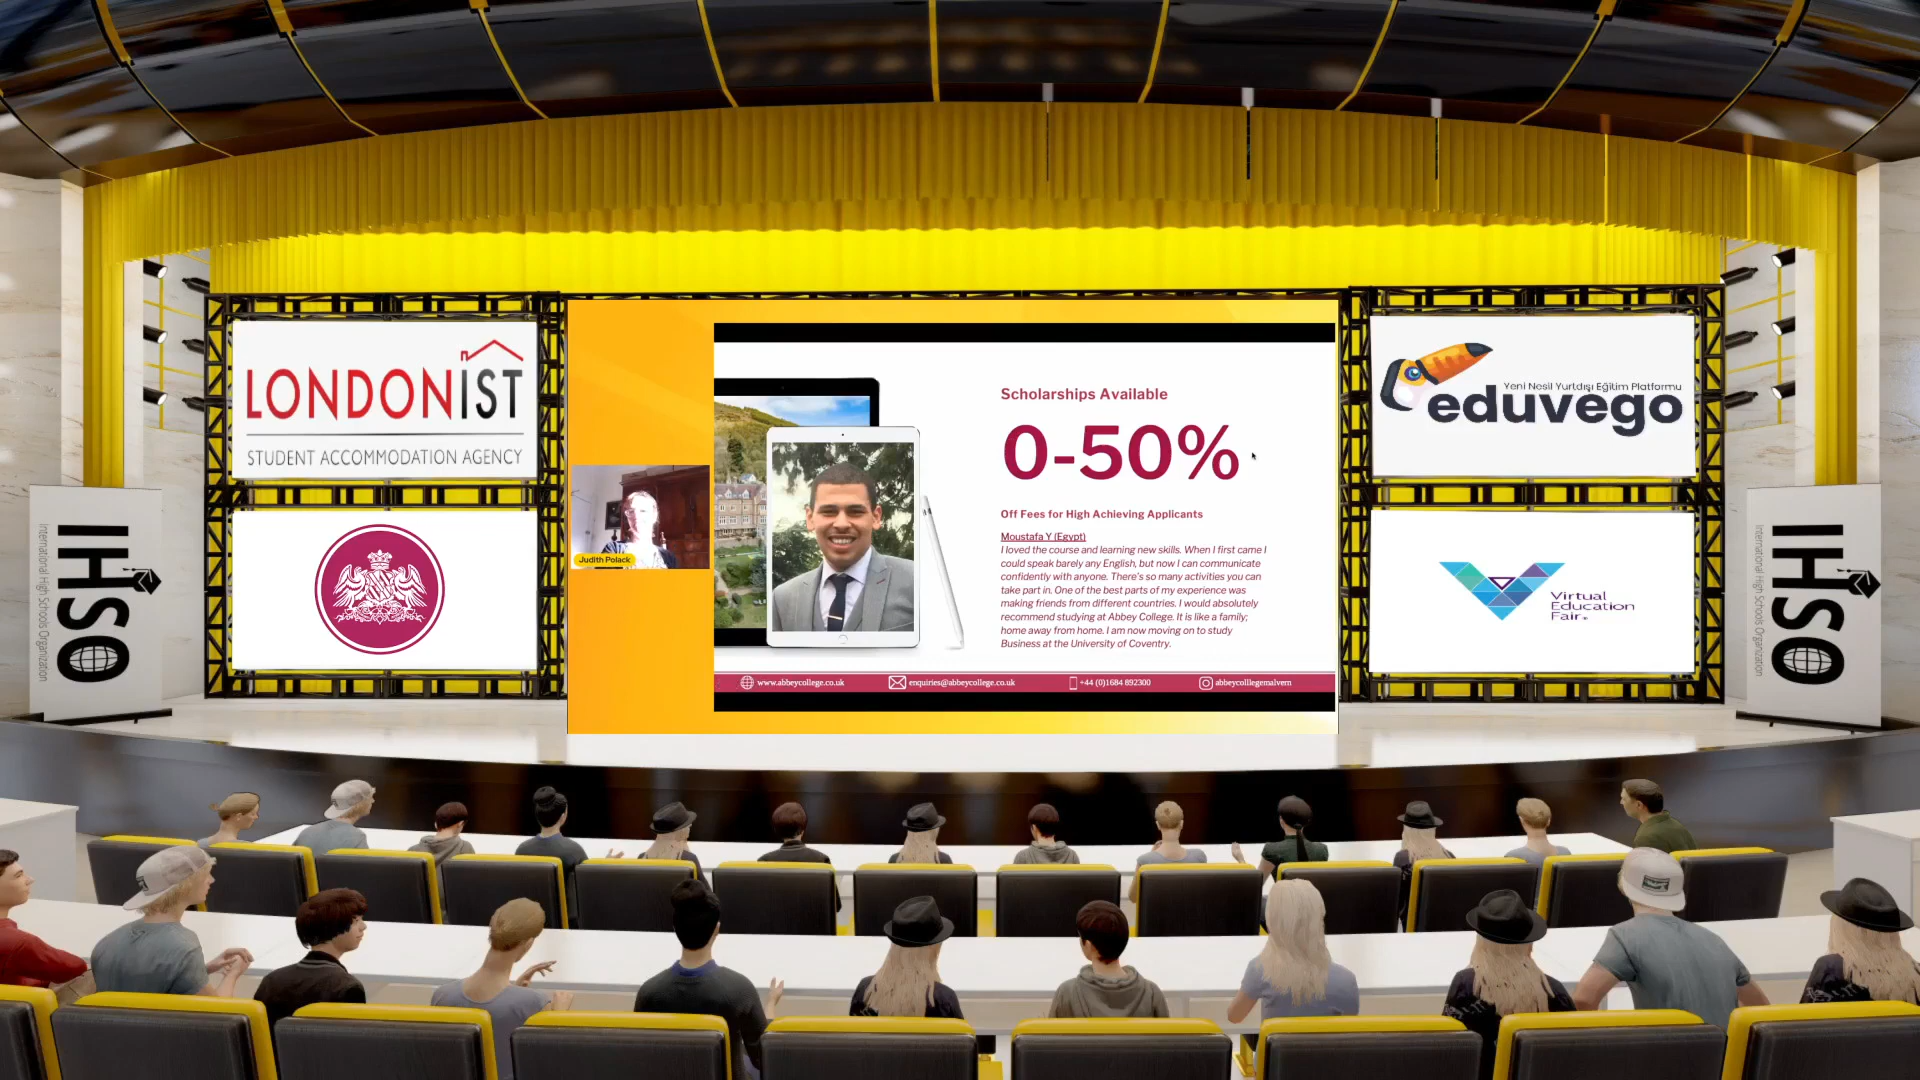 LONDONIST
STUDENT ACCOMMODATION AGENCY
IHSO
International High Schools Organization
Judith Polack
Scholarships Available
0-50%
Off Fees for High Achieving Applicants
Moustafa Y (Egypt)
I loved the course and learning new skills. When I first came I
could speak barely any English, but now I can communicate
confidently with anyone. There's so many activities you can
take part in. One of the best parts of my experience was
making friends from different countries. I would absolutely
recommend studying at Abbey College. It is like a family;
home away from home. I am now moving on to study
Business at the University of Coventry.
www.abbeycollege.co.uk
enquiries@abbeycollege.co.uk
+44 (0)1684 892300
abbeycolllegemalvern
Yeni Nesil Yurtdışı Eğitim Platformu
eduvego
Virtual
Education
Fair
IHSO
International High Schools Organization